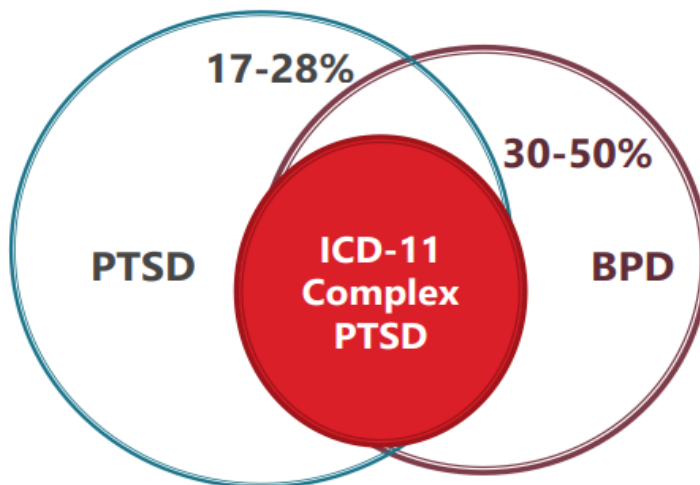 17-28%
30-50%
PTSD
ICD-11
Complex
PTSD
BPD